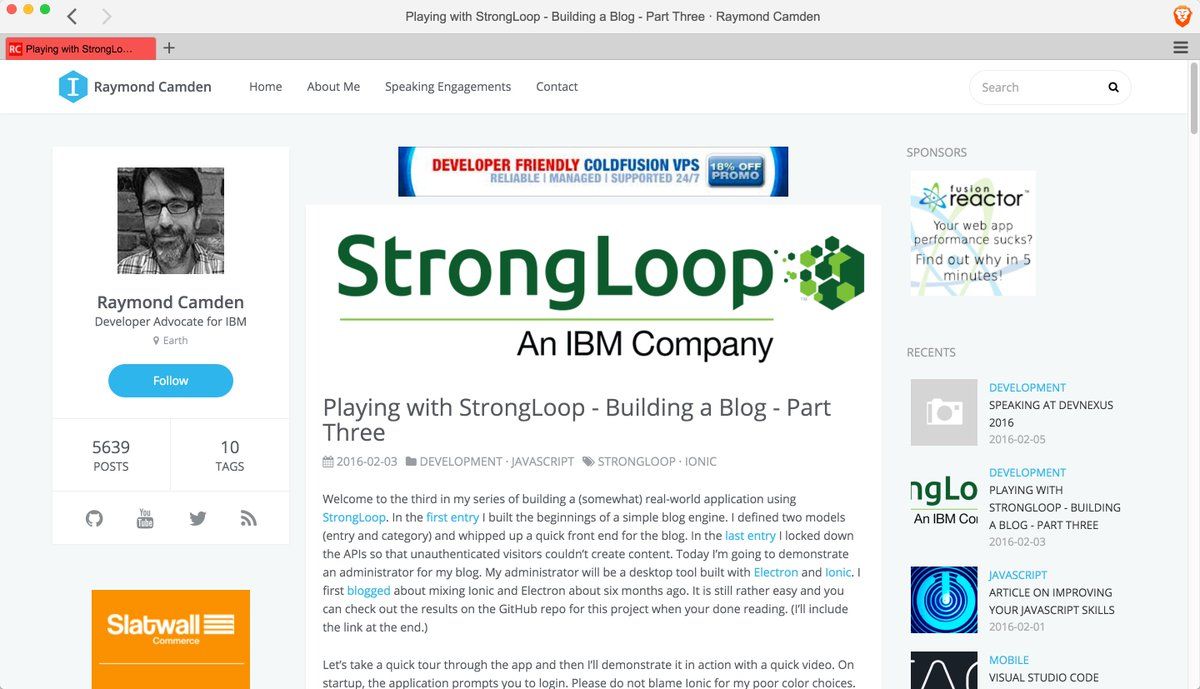 Playing with StrongLoop - Building a Blog - Part Three · Raymond Camden
RC Playing with StrongLo...
Raymond Camden
Home
About Me
Speaking Engagements
Contact
Search
Raymond Camden
Developer Advocate for IBM
Earth
Follow
5639
POSTS
10
TAGS
You
Tube
Slatwall
Commerce
DEVELOPER FRIENDLY COLDFUSION VPS
RELIABLE | MANAGED | SUPPORTED 24/7
18% OFF
PROMO
StrongLoop
An IBM Company
Playing with StrongLoop - Building a Blog - Part
Three
2016-02-03 DEVELOPMENT · JAVASCRIPT STRONGLOOP · IONIC
Welcome to the third in my series of building a (somewhat) real-world application using
StrongLoop. In the first entry I built the beginnings of a simple blog engine. I defined two models
(entry and category) and whipped up a quick front end for the blog. In the last entry I locked down
the APIs so that unauthenticated visitors couldn't create content. Today I'm going to demonstrate
an administrator for my blog. My administrator will be a desktop tool built with Electron and Ionic. I
first blogged about mixing Ionic and Electron about six months ago. It is still rather easy and you
can check out the results on the GitHub repo for this project when your done reading. (I'll include
the link at the end.)
Let's take a quick tour through the app and then I'll demonstrate it in action with a quick video. On
startup, the application prompts you to login. Please do not blame Ionic for my poor color choices.
SPONSORS
fusion
reactor™
Your web app
performance sucks?
Find out why in 5
minutes!
RECENTS
DEVELOPMENT
SPEAKING AT DEVNEXUS
2016
2016-02-05
ngLo
An IBM Co
DEVELOPMENT
PLAYING WITH
STRONGLOOP - BUILDING
A BLOG - PART THREE
2016-02-03
JAVASCRIPT
ARTICLE ON IMPROVING
YOUR JAVASCRIPT SKILLS
2016-02-01
MOBILE
VISUAL STUDIO CODE